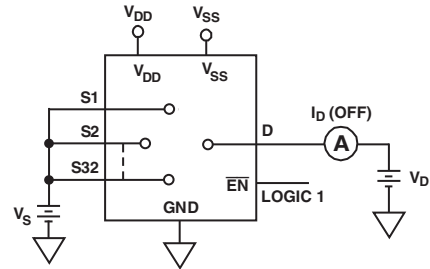 VDD VSS
VDD VSS
S1
S2
S32
D
ID (OFF)
A
EN
LOGIC 1
VS
VD
GND